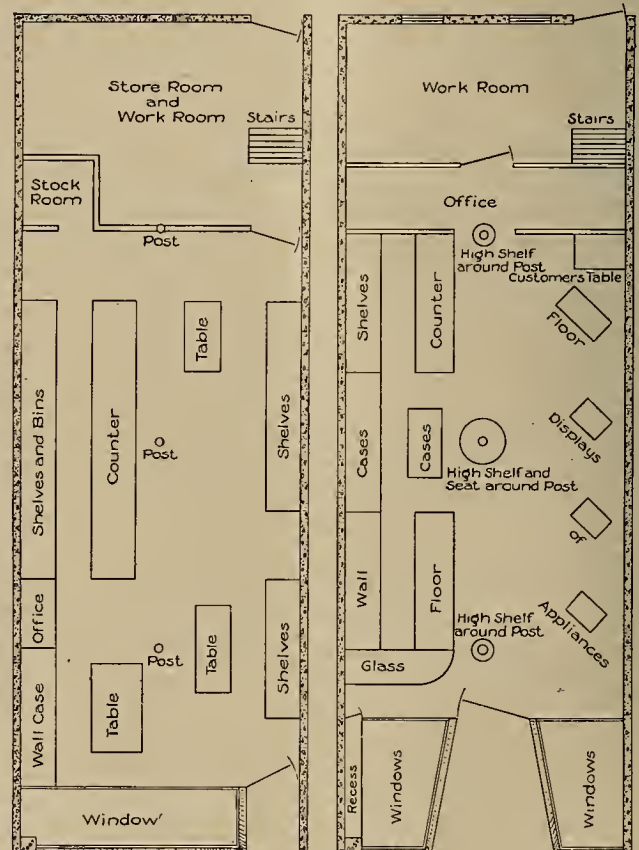 Store Room
and
Work Room
Stairs
Stock
Room
Post
Table
Shelves and Bins
Counter
Post
Shelves
Office
Post
Table
Shelves
Wall Case
Table
Window
Work Room
Stairs
Office
High Shelf
around Post
Customers Table
Shelves
Counter
Floor
Cases
Cases
High Shelf and
Seat around Post
Displays
of
Wall
Floor
High Shelf
around Post
Appliances
Glass
Recess
Windows
Windows